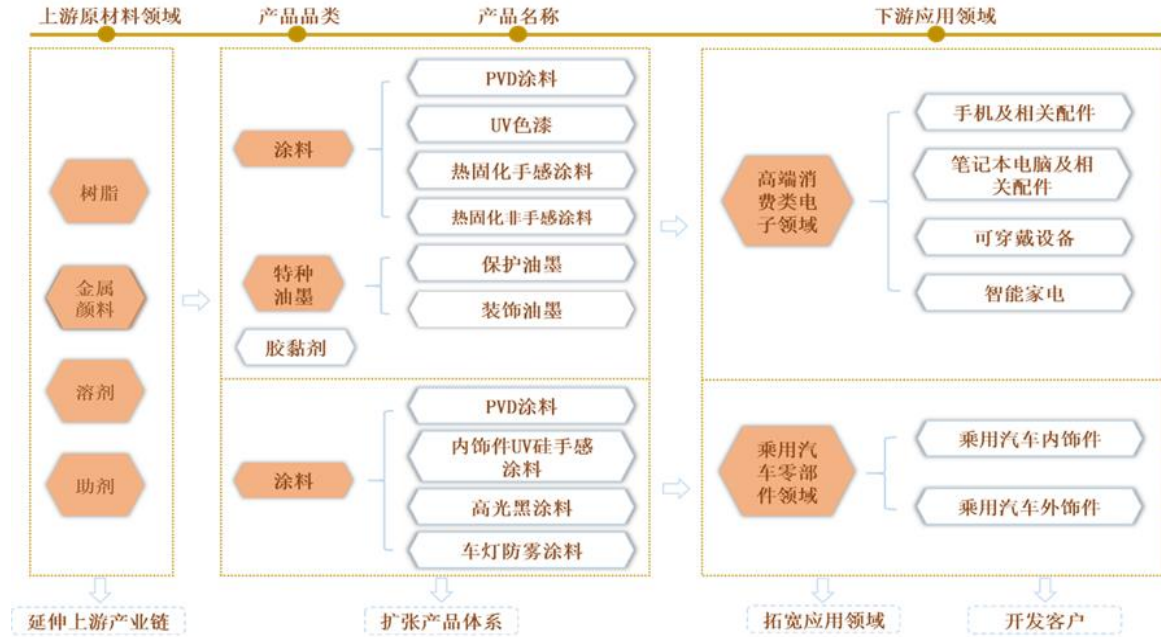 上游原材料领域
产品品类
产品名称
下游应用领域
树脂
金属
颜料
溶剂
助剂
涂料
PVD涂料
UV色漆
热固化手感涂料
热固化非手感涂料
特种
油墨
保护油墨
装饰油墨
胶黏剂
涂料
PVD涂料
内饰件UV硅手感
涂料
高光黑涂料
车灯防雾涂料
高端消
费类电
子领域
手机及相关配件
笔记本电脑及相
关配件
可穿戴设备
智能家电
乘用汽
车零部
件领域
乘用汽车内饰件
乘用汽车外饰件
延伸上游产业链
扩张产品体系
拓宽应用领域
开发客户